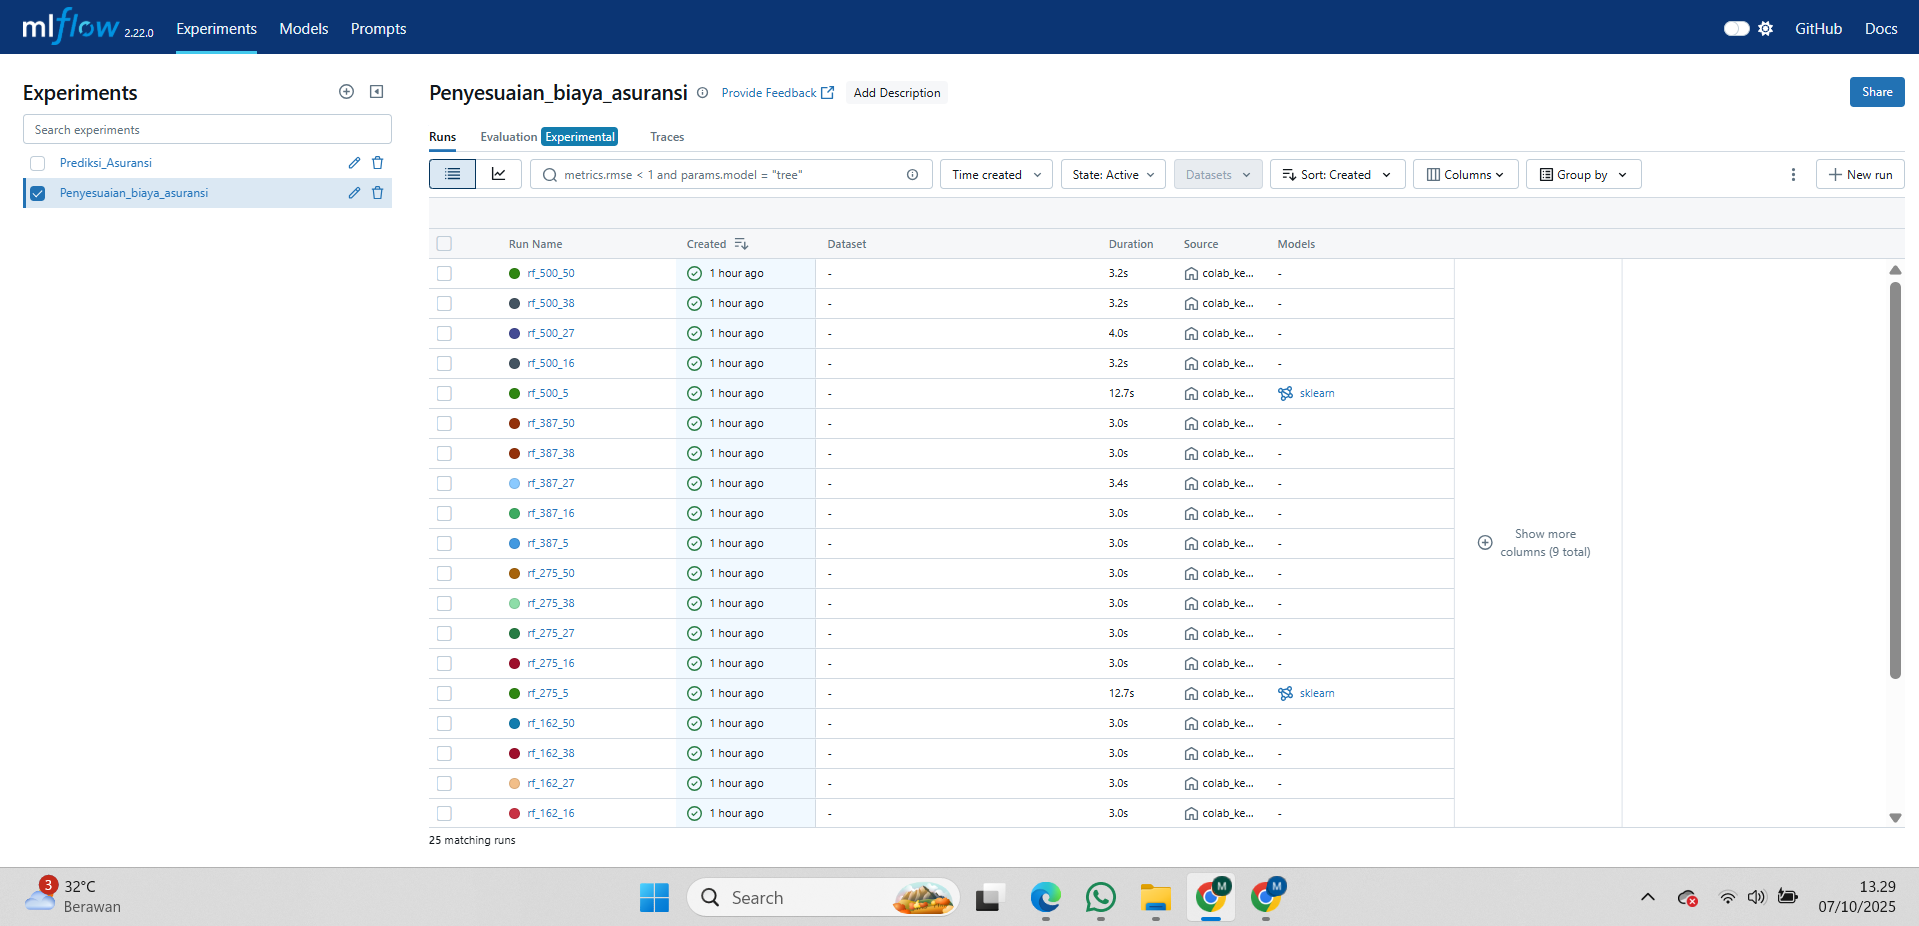 mlflow 2.22.0 Experiments Models Prompts GitHub Docs
Experiments
Search experiments
Prediksi_Asuransi
Penyesuaian_biaya_asuransi
Penyesuaian_biaya_asuransi Provide Feedback Add Description Share
Runs Evaluation Experimental Traces
metrics.rmse < 1 and params.model = "tree" Time created State: Active Datasets Sort: Created Columns Group by New run
Run Name Created Dataset Duration Source Models
rf_500_50 1 hour ago - 3.2s colab_ke... -
rf_500_38 1 hour ago - 3.2s colab_ke... -
rf_500_27 1 hour ago - 4.0s colab_ke... -
rf_500_16 1 hour ago - 3.2s colab_ke... -
rf_500_5 1 hour ago - 12.7s colab_ke... sklearn
rf_387_50 1 hour ago - 3.0s colab_ke... -
rf_387_38 1 hour ago - 3.0s colab_ke... -
rf_387_27 1 hour ago - 3.4s colab_ke... -
rf_387_16 1 hour ago - 3.0s colab_ke... -
rf_387_5 1 hour ago - 3.0s colab_ke... -
rf_275_50 1 hour ago - 3.0s colab_ke... -
rf_275_38 1 hour ago - 3.0s colab_ke... -
rf_275_27 1 hour ago - 3.0s colab_ke... -
rf_275_16 1 hour ago - 3.0s colab_ke... -
rf_275_5 1 hour ago - 12.7s colab_ke... sklearn
rf_162_50 1 hour ago - 3.0s colab_ke... -
rf_162_38 1 hour ago - 3.0s colab_ke... -
rf_162_27 1 hour ago - 3.0s colab_ke... -
rf_162_16 1 hour ago - 3.0s colab_ke... -
Show more
columns (9 total)
25 matching runs
3 32°C
Berawan
Search
M
M
13.29
07/10/2025